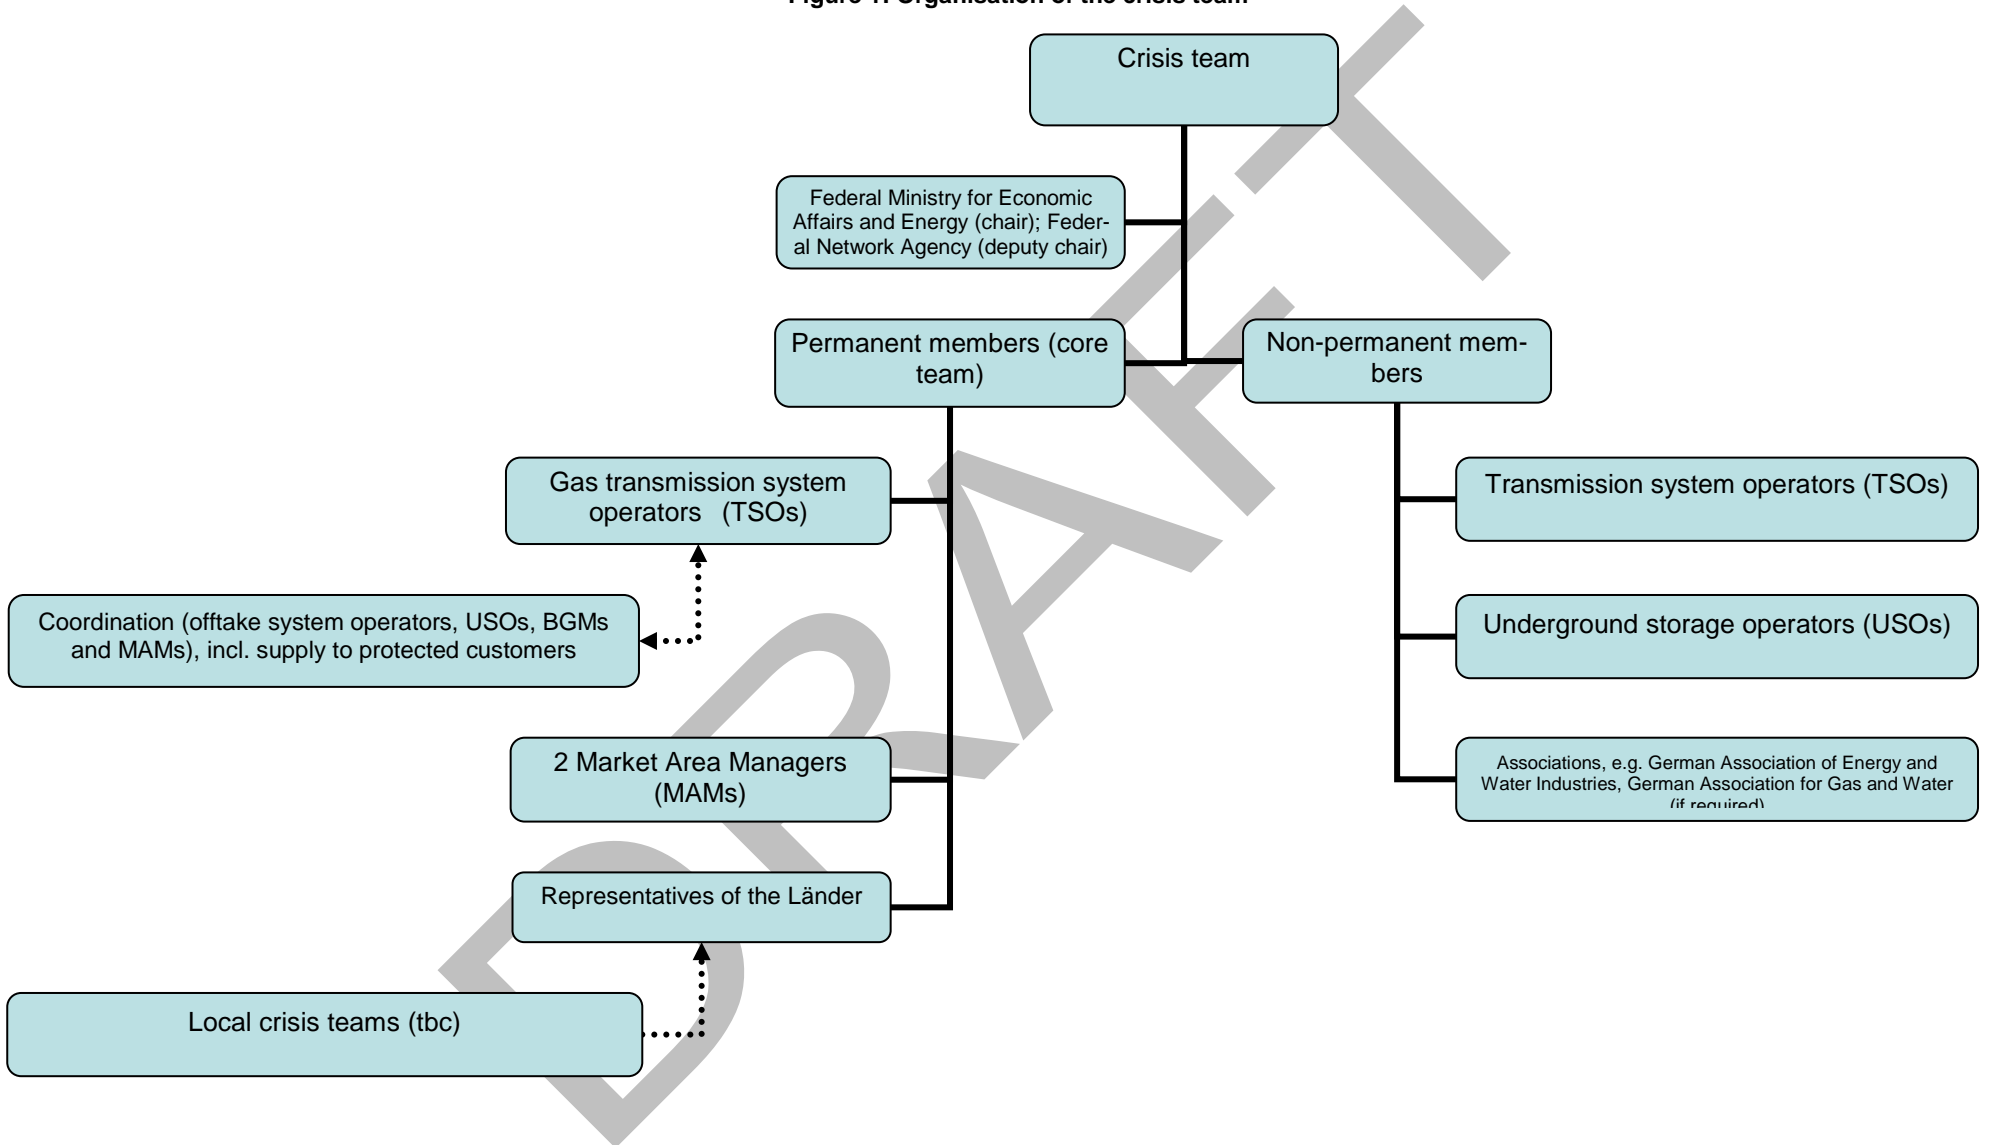 Figure 1: Organisation of the crisis team
Crisis team
Federal Ministry for Economic
Affairs and Energy (chair); Feder-
al Network Agency (deputy chair)
Permanent members (core
team)
Non-permanent mem-
bers
Gas transmission system
operators (TSOs)
Transmission system operators (TSOs)
Coordination (offtake system operators, USOs, BGMs
and MAMs), incl. supply to protected customers
Underground storage operators (USOs)
2 Market Area Managers
(MAMs)
Associations, e.g. German Association of Energy and
Water Industries, German Association for Gas and Water
(if required)
Representatives of the Länder
Local crisis teams (tbc)
DRAFT